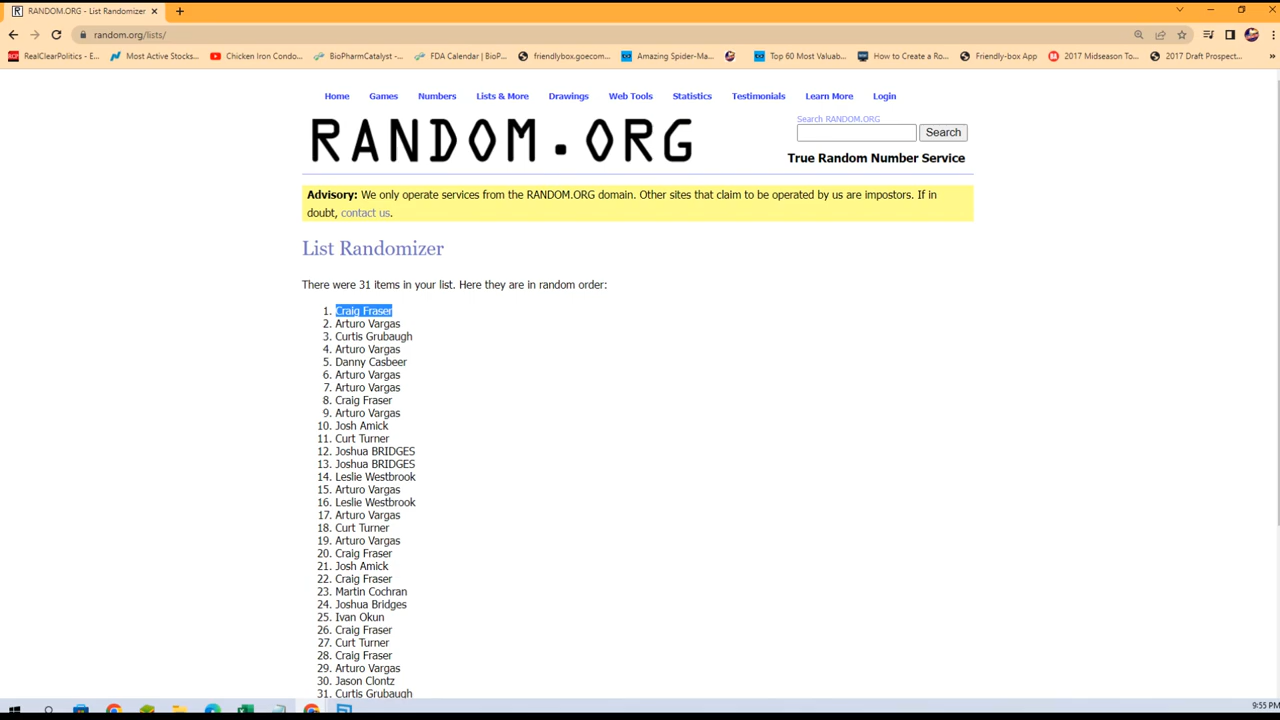 RANDOM.ORG - List Randomizer
random.org/lists/
RealClearPolitics - E...
Most Active Stocks...
Chicken Iron Condo...
BioPharmCatalyst -...
FDA Calendar | BioP...
friendlybox.goecom...
Amazing Spider-Ma...
Top 60 Most Valuab...
How to Create a Ro...
Friendly-box App
2017 Midseason To...
2017 Draft Prospect...
Home Games Numbers Lists & More Drawings Web Tools Statistics Testimonials Learn More Login
RANDOM.ORG
Search RANDOM.ORG
Search
True Random Number Service
Advisory: We only operate services from the RANDOM.ORG domain. Other sites that claim to be operated by us are impostors. If in
doubt, contact us.
List Randomizer
There were 31 items in your list. Here they are in random order:
1. Craig Fraser
2. Arturo Vargas
3. Curtis Grubaugh
4. Arturo Vargas
5. Danny Casbeer
6. Arturo Vargas
7. Arturo Vargas
8. Craig Fraser
9. Arturo Vargas
10. Josh Amick
11. Curt Turner
12. Joshua BRIDGES
13. Joshua BRIDGES
14. Leslie Westbrook
15. Arturo Vargas
16. Leslie Westbrook
17. Arturo Vargas
18. Curt Turner
19. Arturo Vargas
20. Craig Fraser
21. Josh Amick
22. Craig Fraser
23. Martin Cochran
24. Joshua Bridges
25. Ivan Okun
26. Craig Fraser
27. Curt Turner
28. Craig Fraser
29. Arturo Vargas
30. Jason Clontz
31. Curtis Grubaugh
9:55 PM